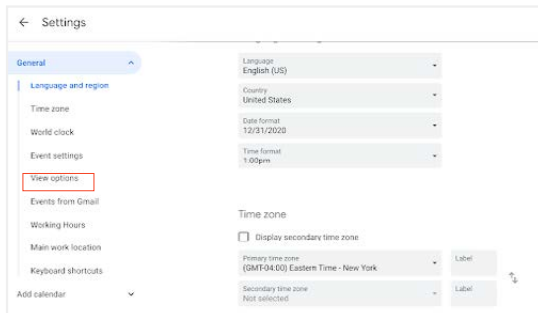 Settings
General
Language and region
Time zone
World clock
Event settings
View options
Events from Gmail
Working Hours
Main work location
Keyboard shortcuts
Add calendar
Language
English (US)
Country
United States
Date format
12/31/2020
Time format
1:00pm
Time zone
Display secondary time zone
Primary time zone
(GMT-04:00) Eastern Time - New York
Label
Secondary time zone
Not selected
Label